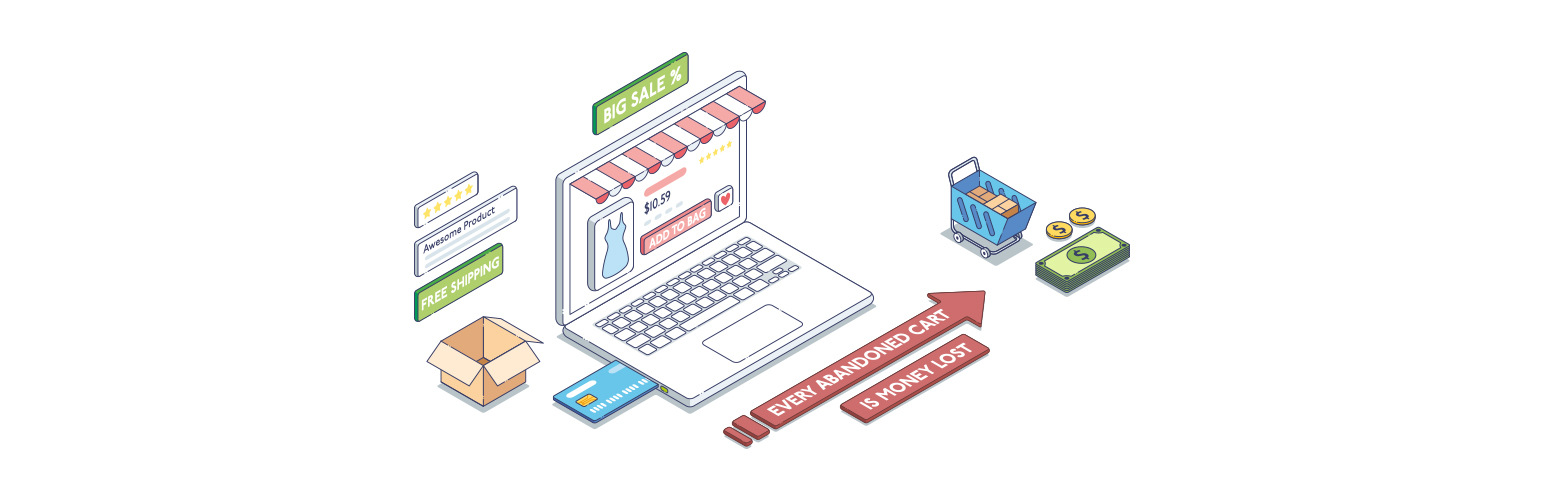 BIG SALE %
Awesome Product
FREE SHIPPING
$10.59
ADD TO BAG
EVERY ABANDONED CART
IS MONEY LOST
$
$
$